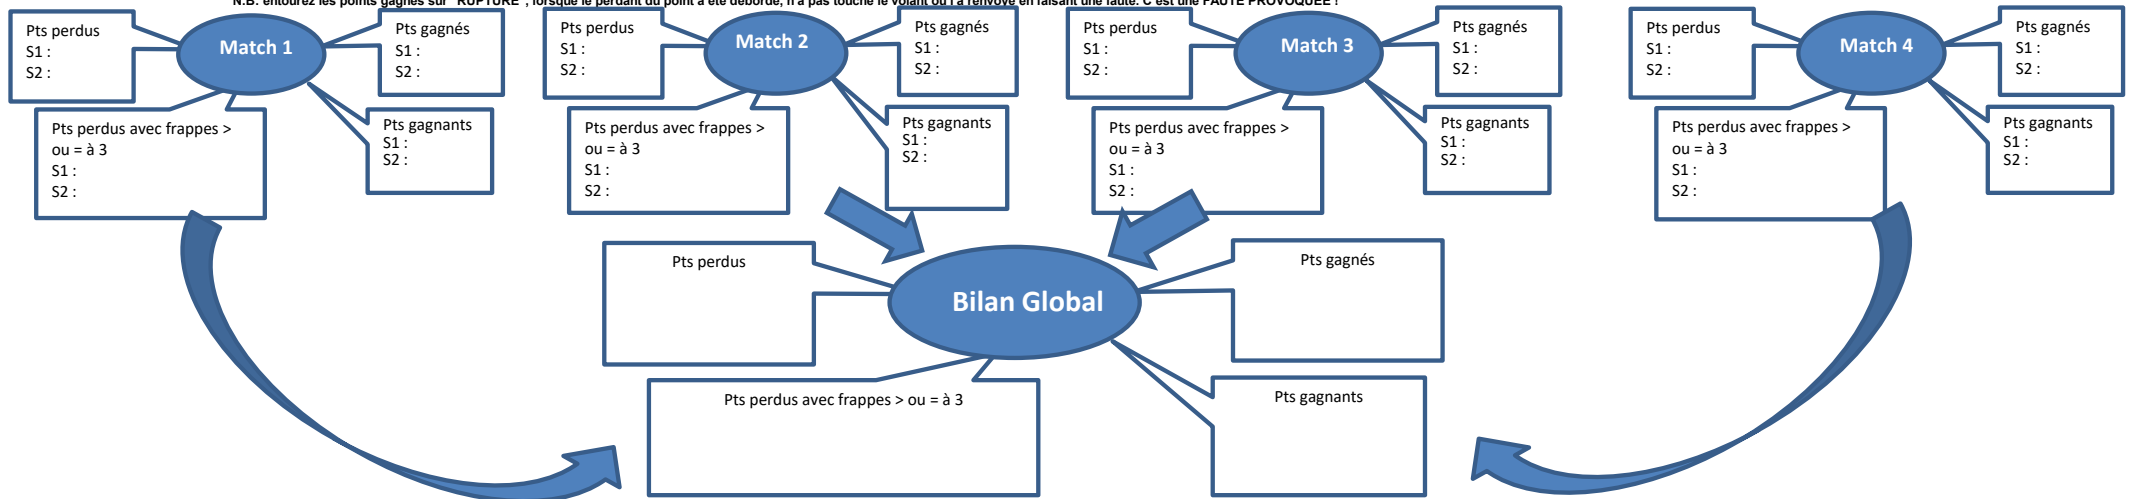 N.B. entourez les points gagnés sur "RUPTURE", lorsque le perdant du point a été débordé, n'a pas touché le volant ou l'a renvoyé en faisant une faute. C'est une FAUTE PROVOQUEE !
Pts perdus
S1 :
S2 :
Match 1
Pts gagnés
S1 :
S2 :
Pts perdus avec frappes >
ou = à 3
S1 :
S2 :
Pts gagnants
S1 :
S2 :
Pts perdus
S1 :
S2 :
Match 2
Pts gagnés
S1 :
S2 :
Pts perdus avec frappes >
ou = à 3
S1 :
S2 :
Pts gagnants
S1 :
S2 :
Pts perdus
S1 :
S2 :
Match 3
Pts gagnés
S1 :
S2 :
Pts perdus avec frappes >
ou = à 3
S1 :
S2 :
Pts gagnants
S1 :
S2 :
Pts perdus
S1 :
S2 :
Match 4
Pts gagnés
S1 :
S2 :
Pts perdus avec frappes >
ou = à 3
S1 :
S2 :
Pts gagnants
S1 :
S2 :
Pts perdus
Bilan Global
Pts gagnés
Pts perdus avec frappes > ou = à 3
Pts gagnants